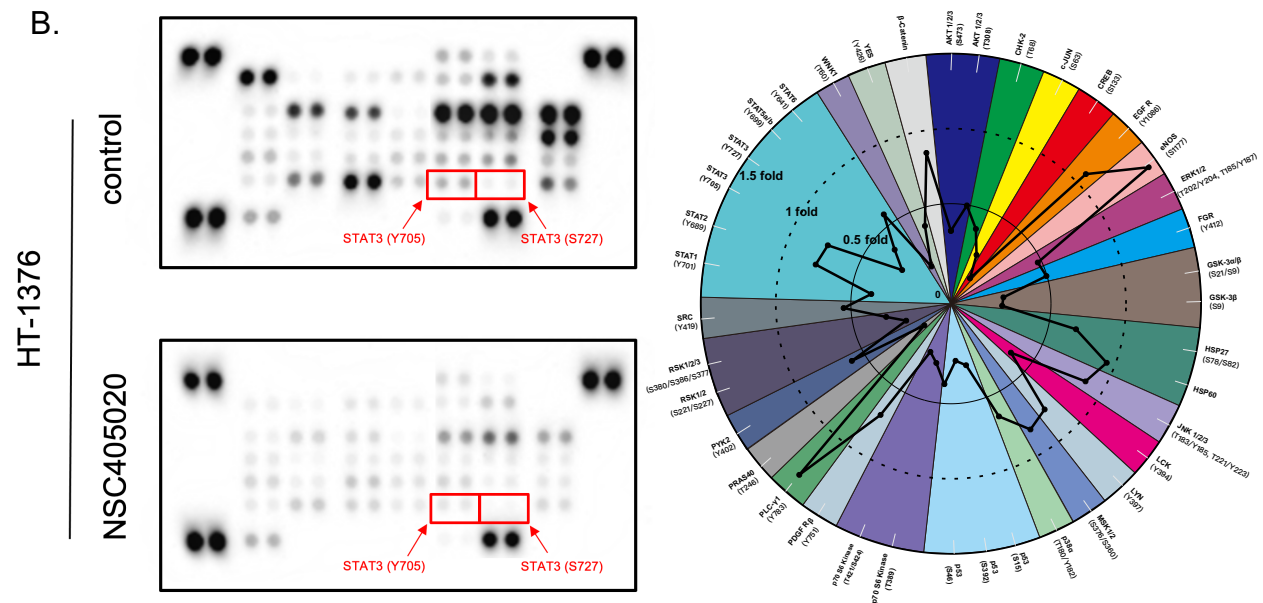 B.
HT-1376
control
STAT3 (Y705)
STAT3 (S727)
NSC405020
STAT3 (Y705)
STAT3 (S727)
β-Catenin
AKT 1/2/3
(S473)
AKT 1/2/3
(T308)
CHK-2
(T68)
c-JUN
(S63)
CREB
(S133)
EGF R
(Y1086)
eNOS
(S1177)
ERK1/2
(T202/Y204, T185/Y187)
FGR
(Y412)
GSK-3α/β
(S21/S9)
GSK-3β
(S9)
HSP27
(S78/S82)
HSP60
JNK 1/2/3
(T183/Y185, T221/Y223)
LCK
(Y394)
LYN
(Y397)
MSK1/2
(S376/S360)
p38α
(T180/Y182)
p53
(S15)
p53
(S392)
p53
(S46)
p70 S6 Kinase
(T389)
p70 S6 Kinase
(T421/S424)
PDGF Rβ
(Y751)
PLC-γ1
(Y783)
PRAS40
(T246)
PYK2
(Y402)
RSK1/2
(S221/S227)
RSK1/2/3
(S380/S386/S377
SRC
(Y419)
STAT1
(Y701)
STAT2
(Y689)
STAT3
(Y705)
STAT3
(Y727)
STAT5a/b
(Y699)
STAT6
(Y641)
WNK1
(T60)
YES
(Y426)
1.5 fold
1 fold
0.5 fold
0